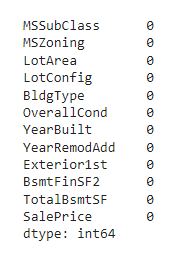 MSSubClass 0
MSZoning 0
LotArea 0
LotConfig 0
BldgType 0
OverallCond 0
YearBuilt 0
YearRemodAdd 0
Exterior1st 0
BsmtFinSF2 0
TotalBsmtSF 0
SalePrice 0
dtype: int64